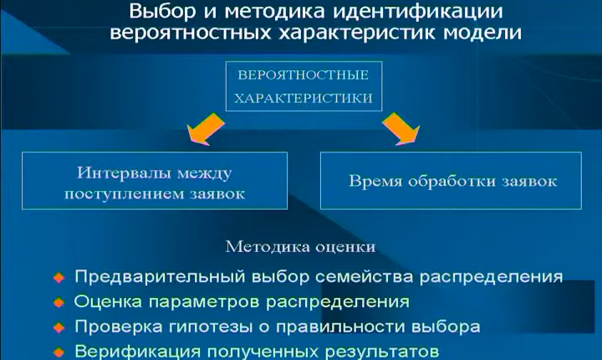 Выбор и методика идентификации
вероятностных характеристик модели
ВЕРОЯТНОСТНЫЕ
ХАРАКТЕРИСТИКИ
Интервалы между
поступлением заявок
Время обработки заявок
Методика оценки
Предварительный выбор семейства распределения
Оценка параметров распределения
Проверка гипотезы о правильности выбора
Верификация полученных результатов